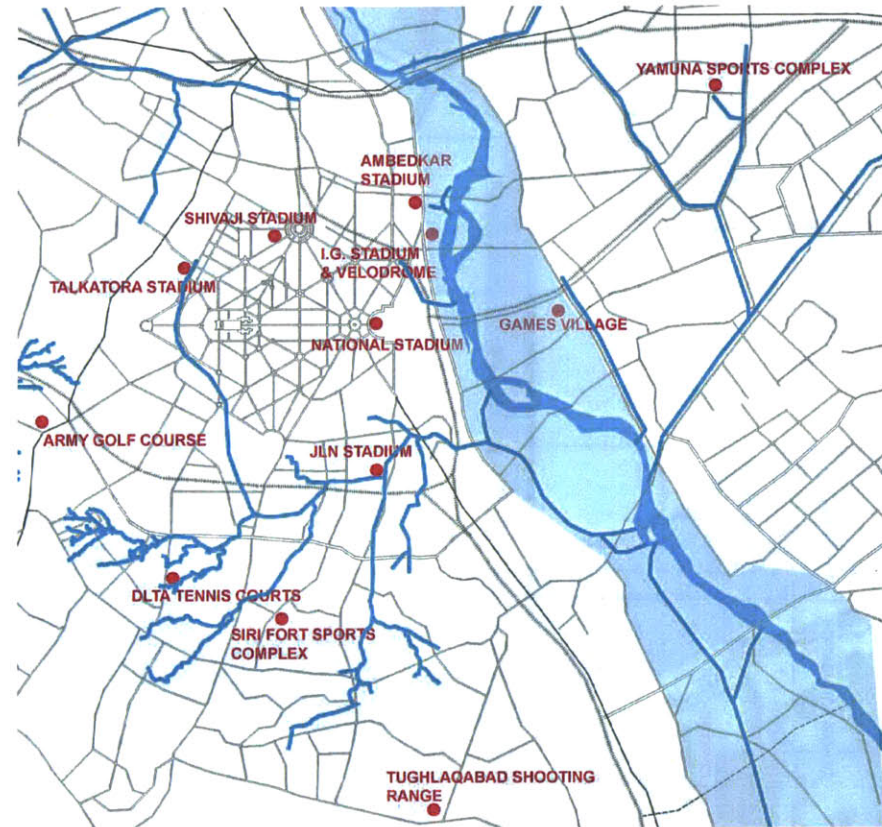 YAMUNA SPORTS COMPLEX
AMBEDKAR
STADIUM
SHIVAJI STADIUM
I.G. STADIUM
& VELODROME
TALKATORA STADIUM
GAMES VILLAGE
NATIONAL STADIUM
ARMY GOLF COURSE
JLN STADIUM
DLTA TENNIS COURTS
SIRI FORT SPORTS
COMPLEX
TUGHLAQABAD SHOOTING
RANGE